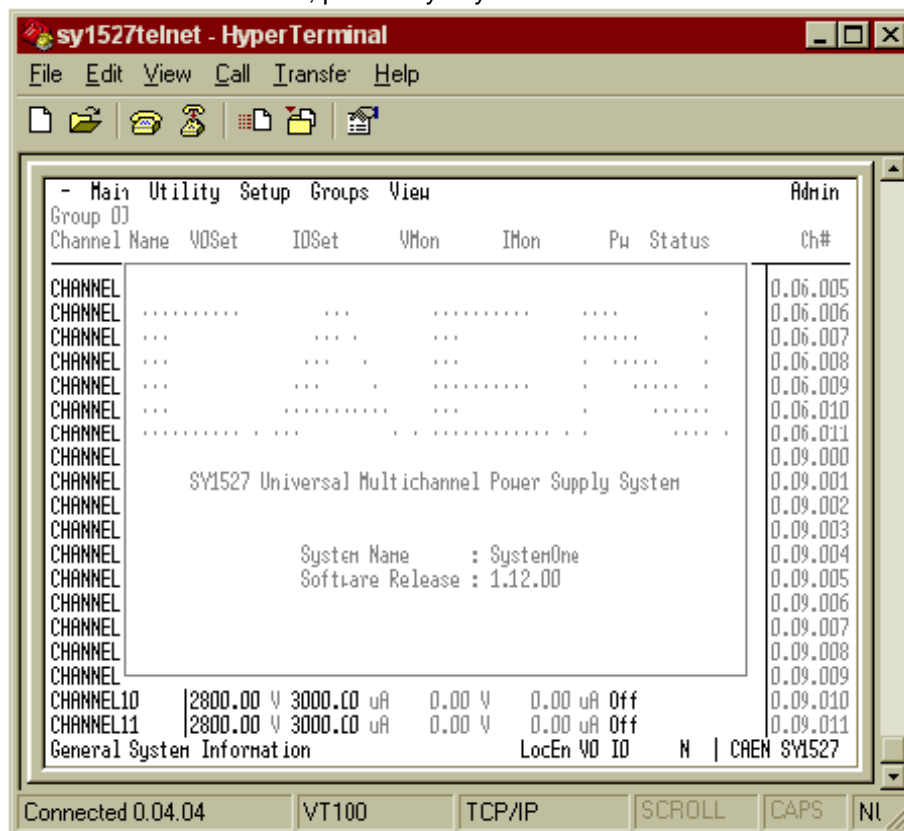 sy1527telnet - HyperTerminal
File Edit View Call Transfer Help
- Main Utility Setup Groups View Admin
Group 00
Channel Name V0Set I0Set VMon IMon Pw Status Ch#
CHANNEL 0.06.005
CHANNEL 0.06.006
CHANNEL 0.06.007
CHANNEL 0.06.008
CHANNEL 0.06.009
CHANNEL 0.06.010
CHANNEL 0.06.011
CHANNEL 0.09.000
CHANNEL SY1527 Universal Multichannel Power Supply System 0.09.001
CHANNEL 0.09.002
CHANNEL 0.09.003
CHANNEL System Name : SystemOne 0.09.004
CHANNEL Software Release : 1.12.00 0.09.005
CHANNEL 0.09.006
CHANNEL 0.09.007
CHANNEL 0.09.008
CHANNEL 0.09.009
CHANNEL10 2800.00 V 3000.00 uA 0.00 V 0.00 uA Off 0.09.010
CHANNEL11 2800.00 V 3000.00 uA 0.00 V 0.00 uA Off 0.09.011
General System Information LocEn V0 I0 N | CAEN SY1527
Connected 0.04.04 VT100 TCP/IP SCROLL CAPS